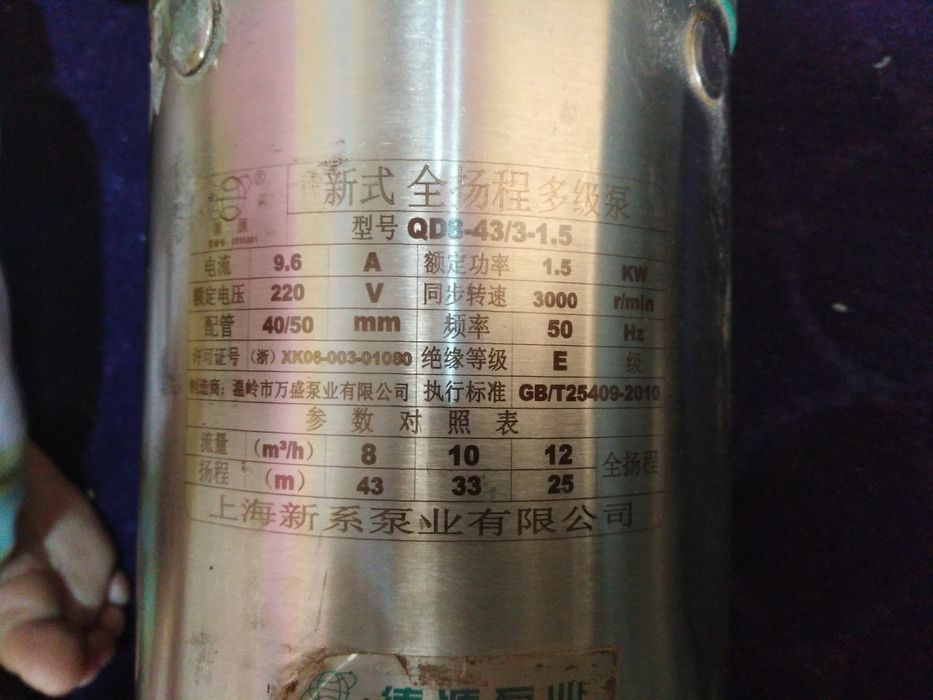 新式全扬程多级泵
型号 QD8-43/3-1.5
电流 9.6 A 额定功率 1.5 KW
额定电压 220 V 同步转速 3000 r/min
配管 40/50 mm 频率 50 Hz
许可证号 (浙) XK06-003-01080 绝缘等级 E 级
制造商: 温岭市万盛泵业有限公司 执行标准 GB/T25409-2010
参数对照表
流量 (m³/h) 8 10 12 全扬程
扬程 (m) 43 33 25
上海新系泵业有限公司